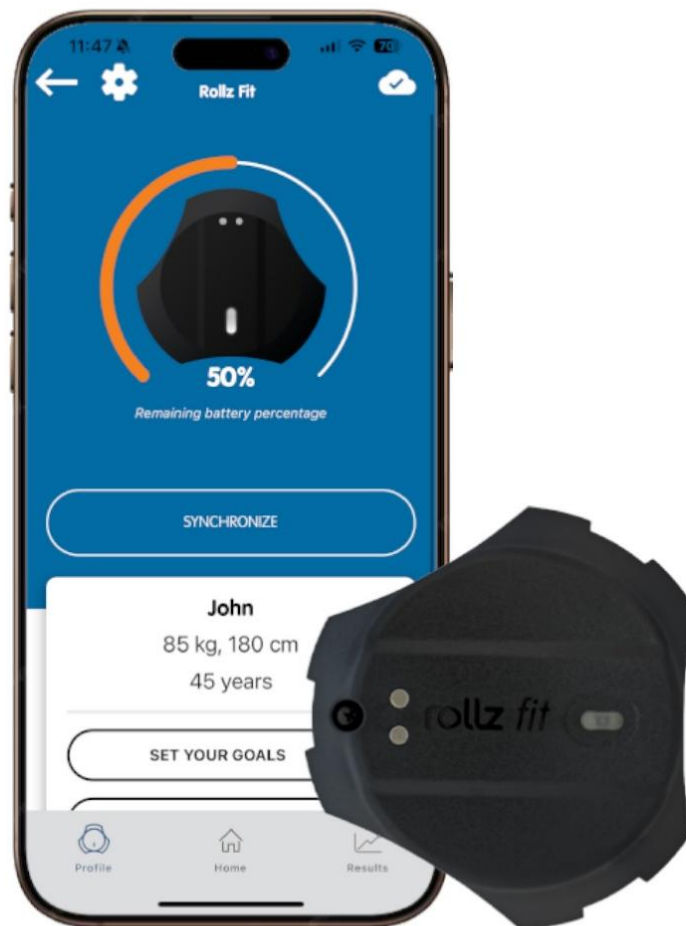 11:47
70
Rollz Fit
50%
Remaining battery percentage
SYNCHRONIZE
John
85 kg, 180 cm
45 years
SET YOUR GOALS
Profile
Home
Results
rollz fit